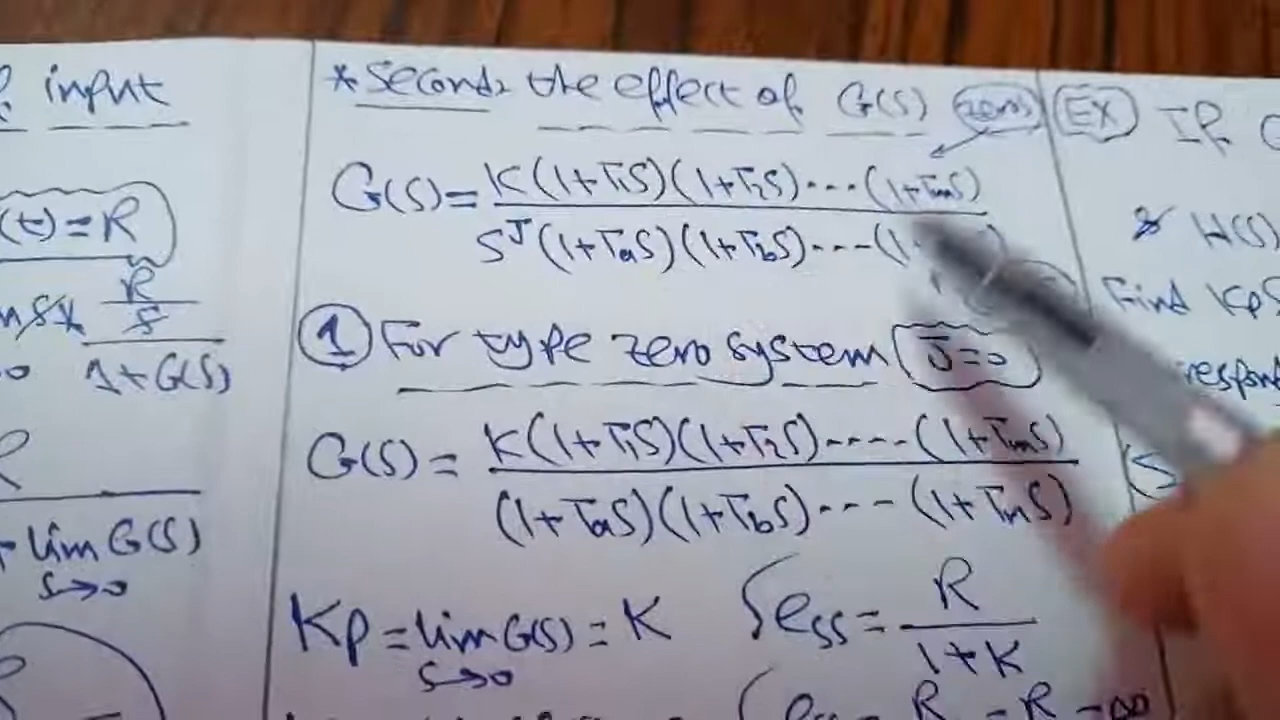 input
(t) = R
R
S
1+G(S)
R
lim G(S)
S→0
* Second, the effect of G(S)
zeros
G(S) = K(1+T1S)(1+T2S)···(1+TmS)
S^J(1+TaS)(1+TbS)----(1
① For type zero system J=0
G(S) = K(1+T1S)(1+T2S)----(1+TmS)
(1+TaS)(1+TbS)---(1+TnS)
Kp = lim G(S) = K
S→0
ess = R
1+K
EX If
H(S)
Find Kp